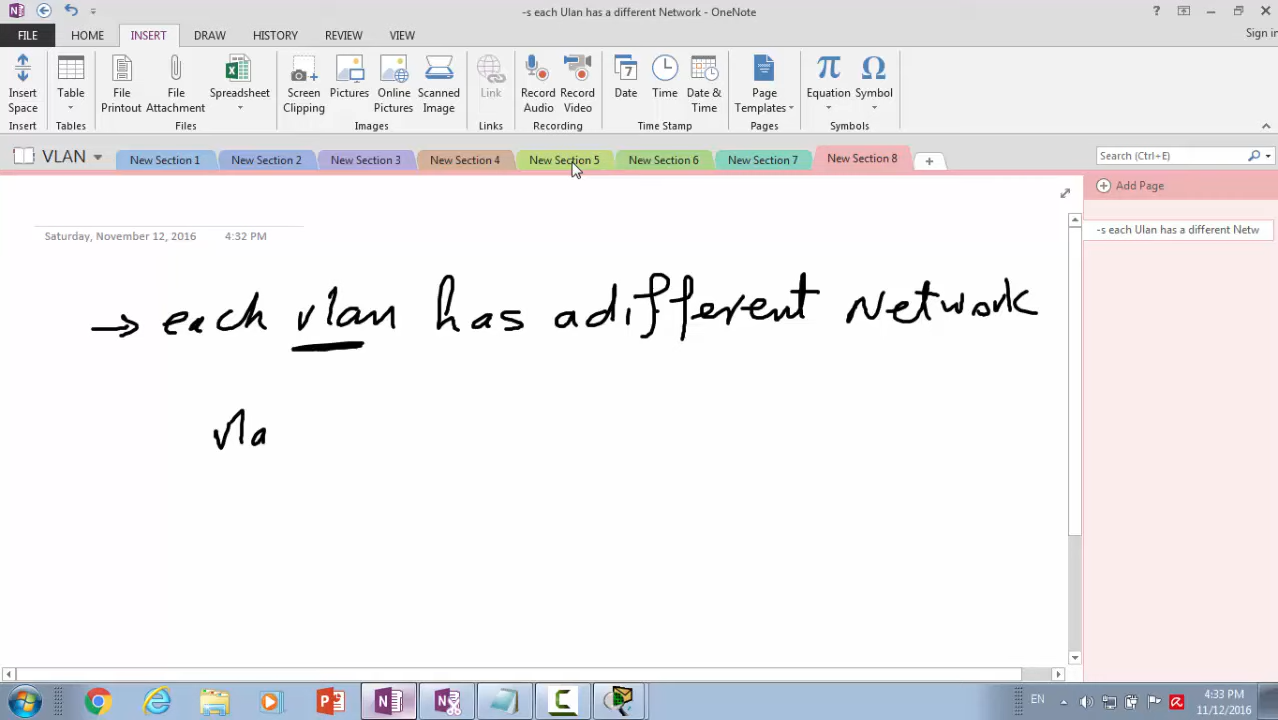 -s each Ulan has a different Network - OneNote
?
Sign in
FILE HOME INSERT DRAW HISTORY REVIEW VIEW
Insert Space
Table
File Printout
File Attachment
Spreadsheet
Screen Clipping
Pictures
Online Pictures
Scanned Image
Link
Record Audio
Record Video
Date
Time
Date & Time
Page Templates
Equation
Symbol
Insert Tables Files Images Links Recording Time Stamp Pages Symbols
VLAN New Section 1 New Section 2 New Section 3 New Section 4 New Section 5 New Section 6 New Section 7 New Section 8 +
Search (Ctrl+E)
Add Page
-s each Ulan has a different Netw
Saturday, November 12, 2016 4:32 PM
→ each vlan has a different Network
vla
EN
4:33 PM
11/12/2016